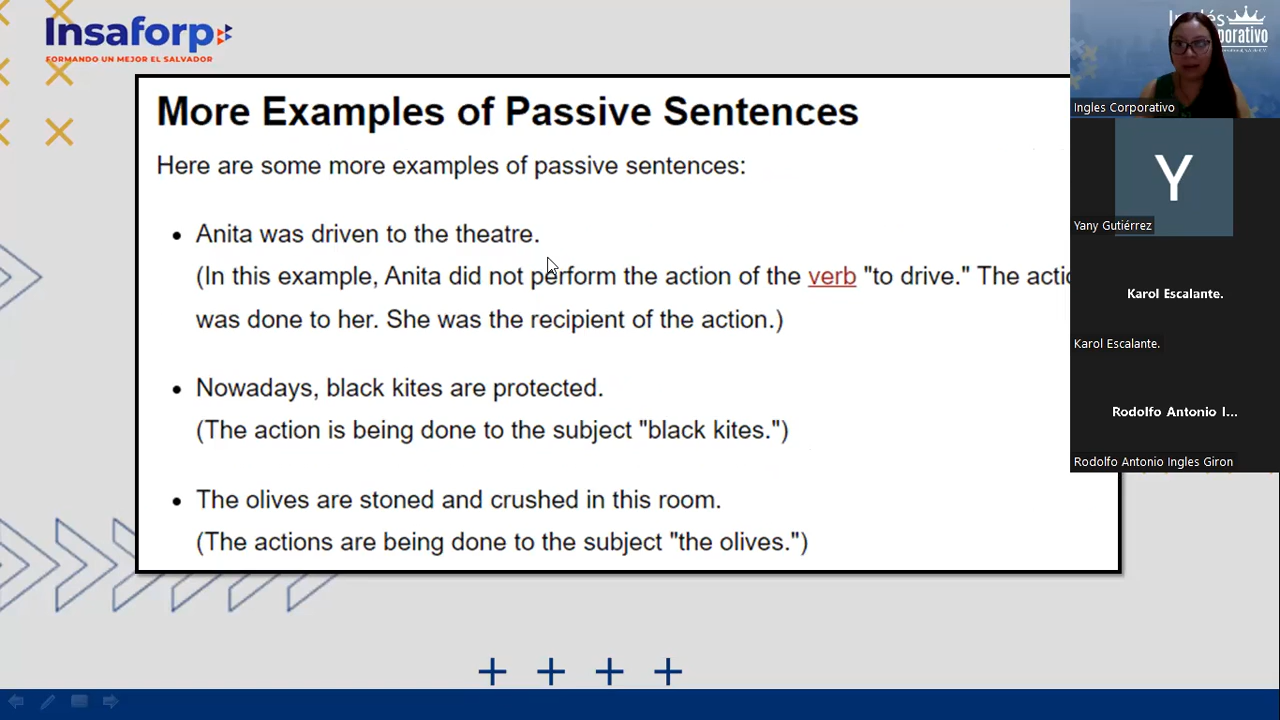 Insaforp
FORMANDO UN MEJOR EL SALVADOR
More Examples of Passive Sentences
Here are some more examples of passive sentences:
• Anita was driven to the theatre.
(In this example, Anita did not perform the action of the verb "to drive." The actio
was done to her. She was the recipient of the action.)
• Nowadays, black kites are protected.
(The action is being done to the subject "black kites.")
• The olives are stoned and crushed in this room.
(The actions are being done to the subject "the olives.")
Ingles Corporativo
Y
Yany Gutiérrez
Karol Escalante.
Karol Escalante.
Rodolfo Antonio I...
Rodolfo Antonio Ingles Giron